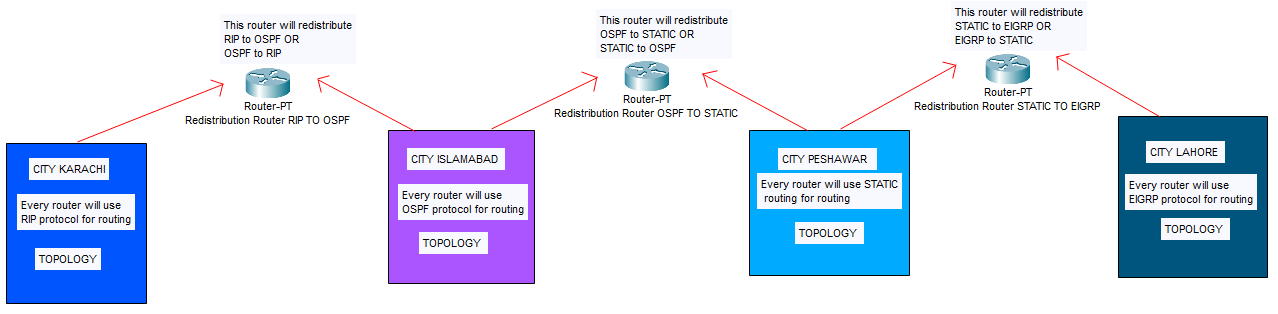 This router will redistribute
RIP to OSPF OR
OSPF to RIP
Router-PT
Redistribution Router RIP TO OSPF
This router will redistribute
OSPF to STATIC OR
STATIC to OSPF
Router-PT
Redistribution Router OSPF TO STATIC
This router will redistribute
STATIC to EIGRP OR
EIGRP to STATIC
Router-PT
Redistribution Router STATIC TO EIGRP
CITY KARACHI
Every router will use
RIP protocol for routing
TOPOLOGY
CITY ISLAMABAD
Every router will use
OSPF protocol for routing
TOPOLOGY
CITY PESHAWAR
Every router will use STATIC
routing for routing
TOPOLOGY
CITY LAHORE
Every router will use
EIGRP protocol for routing
TOPOLOGY